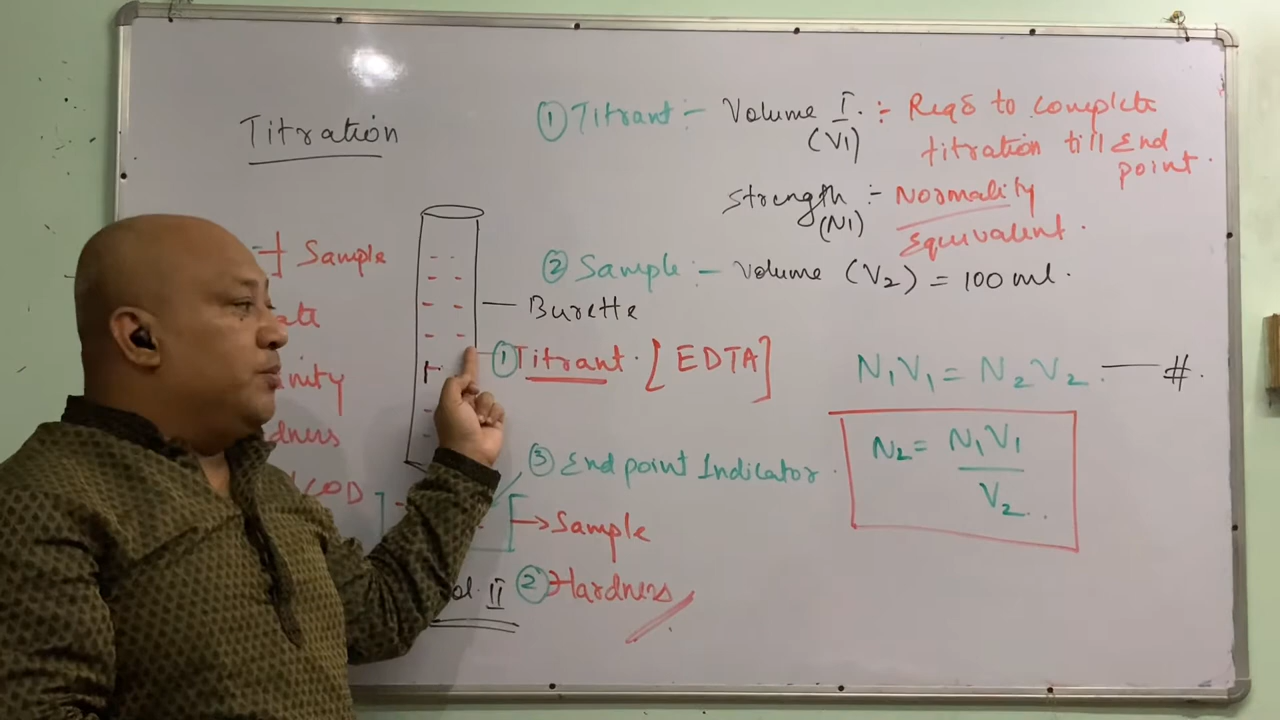 Titration
① Titrant :- Volume I. :- Reqd to complete
(V1) titration till End
point.
Strength :- Normality
(N1) Equivalent.
② Sample :- Volume (V2) = 100 ml.
Sample
Burette
① Titrant. [EDTA]
N₁V₁ = N₂V₂ #.
N₂ = N₁V₁
V₂
③ End point Indicator.
COD
Sample
II ② Hardness